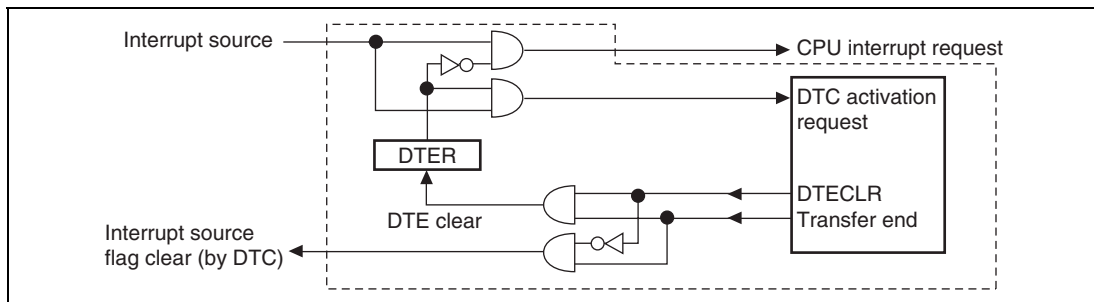 Interrupt source
CPU interrupt request
DTC activation
request
DTER
DTECLR
Transfer end
DTE clear
Interrupt source
flag clear (by DTC)